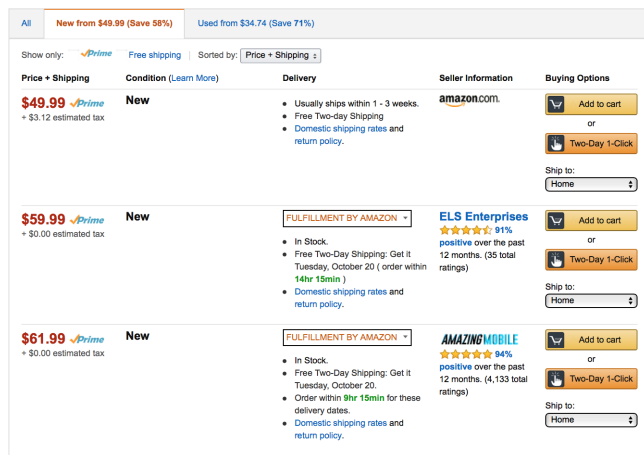 All New from $49.99 (Save 58%) Used from $34.74 (Save 71%)
Show only: Prime Free shipping Sorted by: Price + Shipping
Price + Shipping Condition (Learn More) Delivery Seller Information Buying Options
$49.99 Prime
+ $3.12 estimated tax
New
Usually ships within 1 - 3 weeks.
Free Two-day Shipping
Domestic shipping rates and
return policy.
amazon.com.
Add to cart
or
Two-Day 1-Click
Ship to:
Home
$59.99 Prime
+ $0.00 estimated tax
New
FULFILLMENT BY AMAZON
In Stock.
Free Two-Day Shipping: Get it
Tuesday, October 20 ( order within
14hr 15min )
Domestic shipping rates and
return policy.
ELS Enterprises
91%
positive over the past
12 months. (35 total
ratings)
Add to cart
or
Two-Day 1-Click
Ship to:
Home
$61.99 Prime
+ $0.00 estimated tax
New
FULFILLMENT BY AMAZON
In Stock.
Free Two-Day Shipping: Get it
Tuesday, October 20.
Order within 9hr 15min for these
delivery dates.
Domestic shipping rates and
return policy.
AMAZINGMOBILE
94%
positive over the past
12 months. (4,133 total
ratings)
Add to cart
or
Two-Day 1-Click
Ship to:
Home